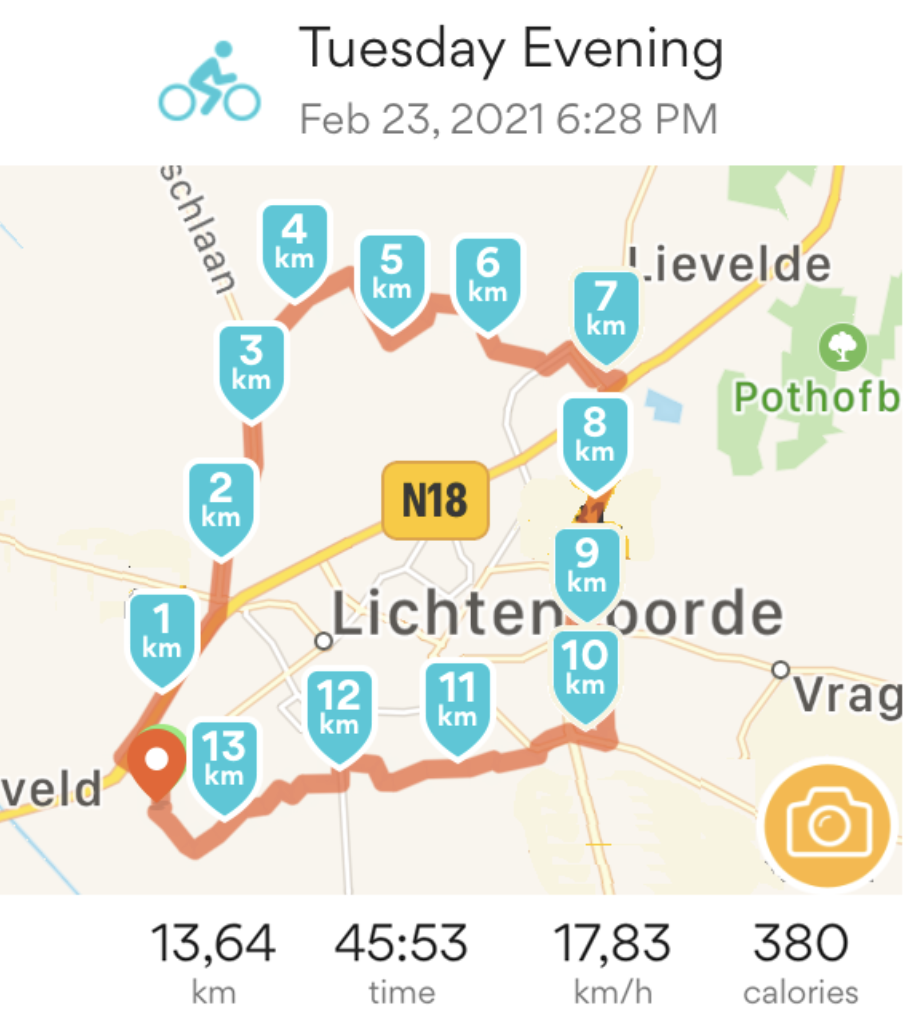 Tuesday Evening
Feb 23, 2021 6:28 PM
schlaan
4
km
5
km
6
km
Lievelde
7
km
3
km
Pothofb
8
km
2
km
N18
9
km
1
km
Lichten oorde
10
km
11
km
12
km
Vrag
13
km
veld
13,64
km
45:53
time
17,83
km/h
380
calories